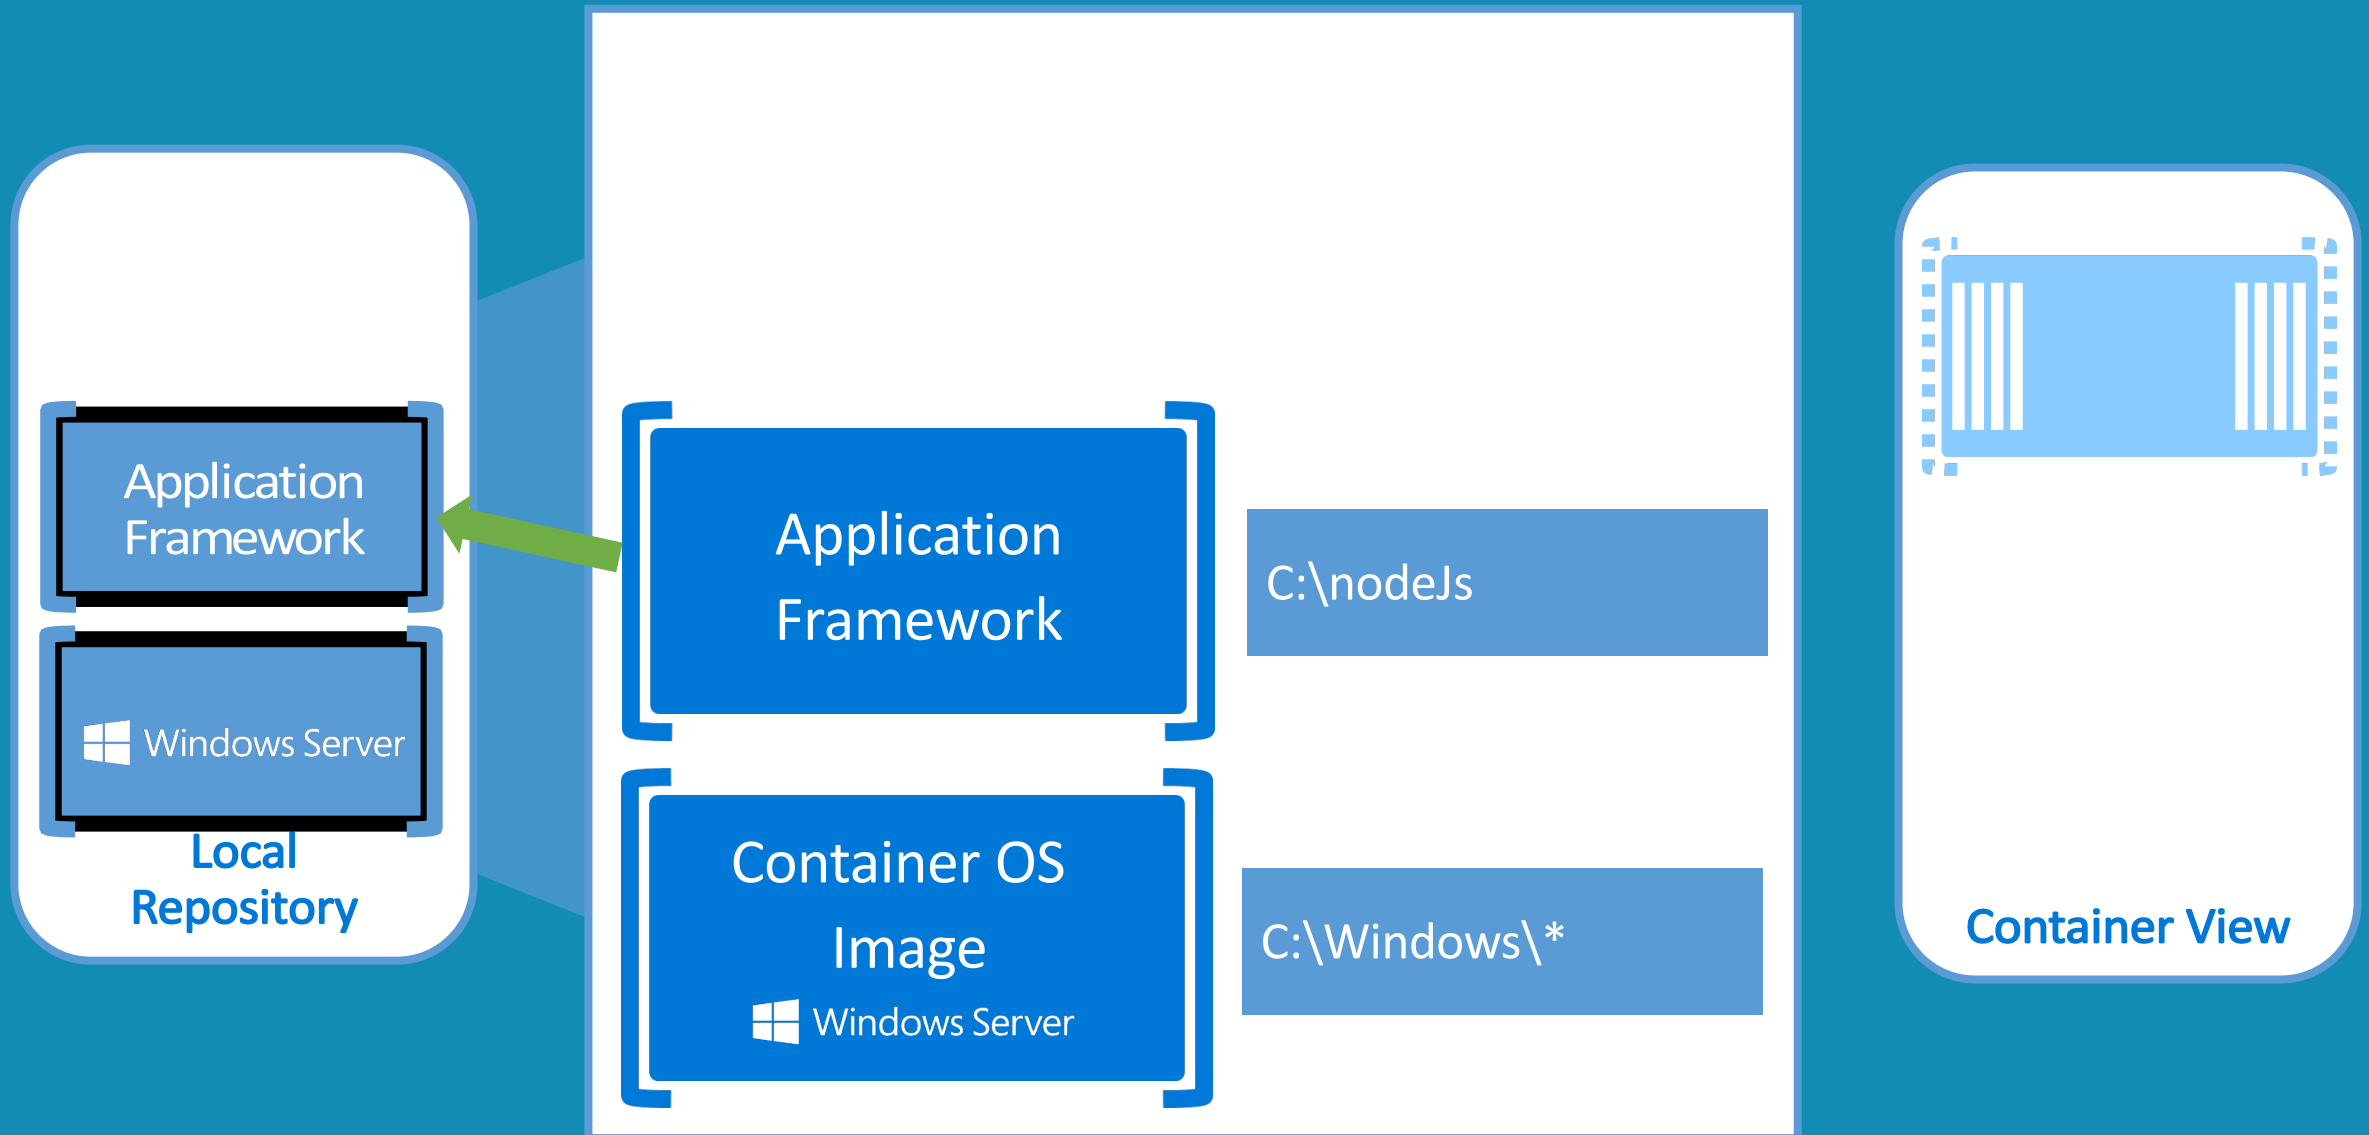 Application
Framework
Windows Server
Local
Repository
Application
Framework
C:\nodeJs
Container OS
Image
Windows Server
C:\Windows\*
Container View